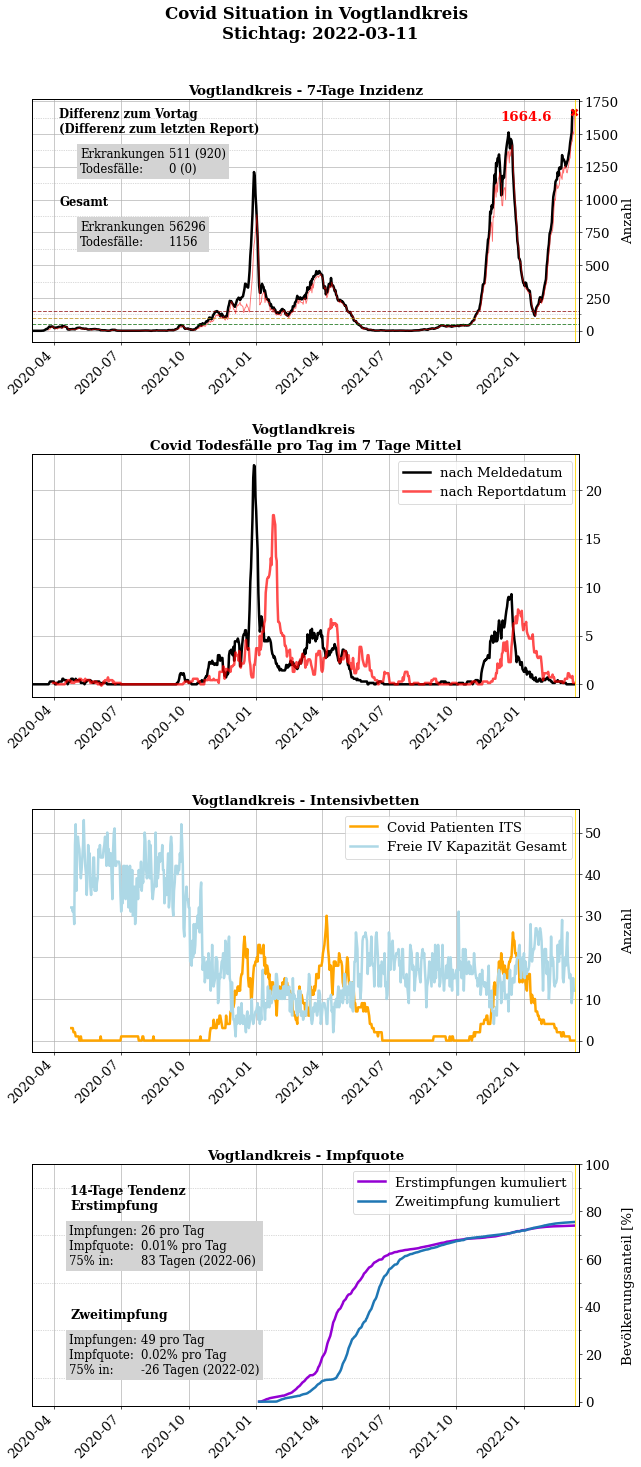 Covid Situation in Vogtlandkreis
Stichtag: 2022-03-11
Vogtlandkreis - 7-Tage Inzidenz
Differenz zum Vortag
(Differenz zum letzten Report)
Erkrankungen 511 (920)
Todesfälle: 0 (0)
Gesamt
Erkrankungen 56296
Todesfälle: 1156
1664.6
1750
1500
1250
1000
750
500
250
0
Anzahl
2020-04
2020-07
2020-10
2021-01
2021-04
2021-07
2021-10
2022-01
Vogtlandkreis
Covid Todesfälle pro Tag im 7 Tage Mittel
nach Meldedatum
nach Reportdatum
20
15
10
5
0
2020-04
2020-07
2020-10
2021-01
2021-04
2021-07
2021-10
2022-01
Vogtlandkreis - Intensivbetten
Covid Patienten ITS
Freie IV Kapazität Gesamt
50
40
30
20
10
0
Anzahl
2020-04
2020-07
2020-10
2021-01
2021-04
2021-07
2021-10
2022-01
Vogtlandkreis - Impfquote
14-Tage Tendenz
Erstimpfung
Impfungen: 26 pro Tag
Impfquote: 0.01% pro Tag
75% in: 83 Tagen (2022-06)
Zweitimpfung
Impfungen: 49 pro Tag
Impfquote: 0.02% pro Tag
75% in: -26 Tagen (2022-02)
Erstimpfungen kumuliert
Zweitimpfung kumuliert
100
80
60
40
20
0
Bevölkerungsanteil [%]
2020-04
2020-07
2020-10
2021-01
2021-04
2021-07
2021-10
2022-01